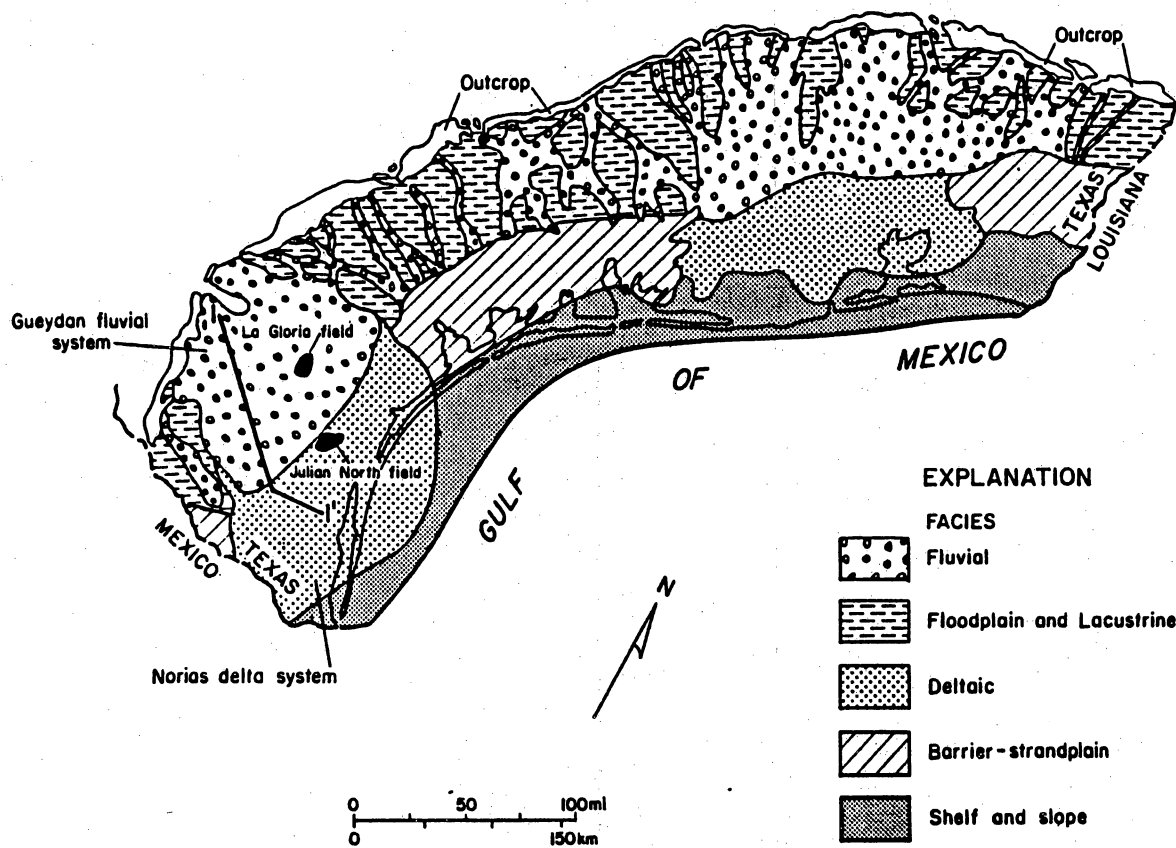 Outcrop
Outcrop
TEXAS
LOUISIANA
Gueydan fluvial
system
I
La Gloria field
Julian North field
I'
MEXICO
TEXAS
Norias delta system
GULF
OF
MEXICO
N
0 50 100mi
0 150km
EXPLANATION
FACIES
Fluvial
Floodplain and Lacustrine
Deltaic
Barrier-strandplain
Shelf and slope